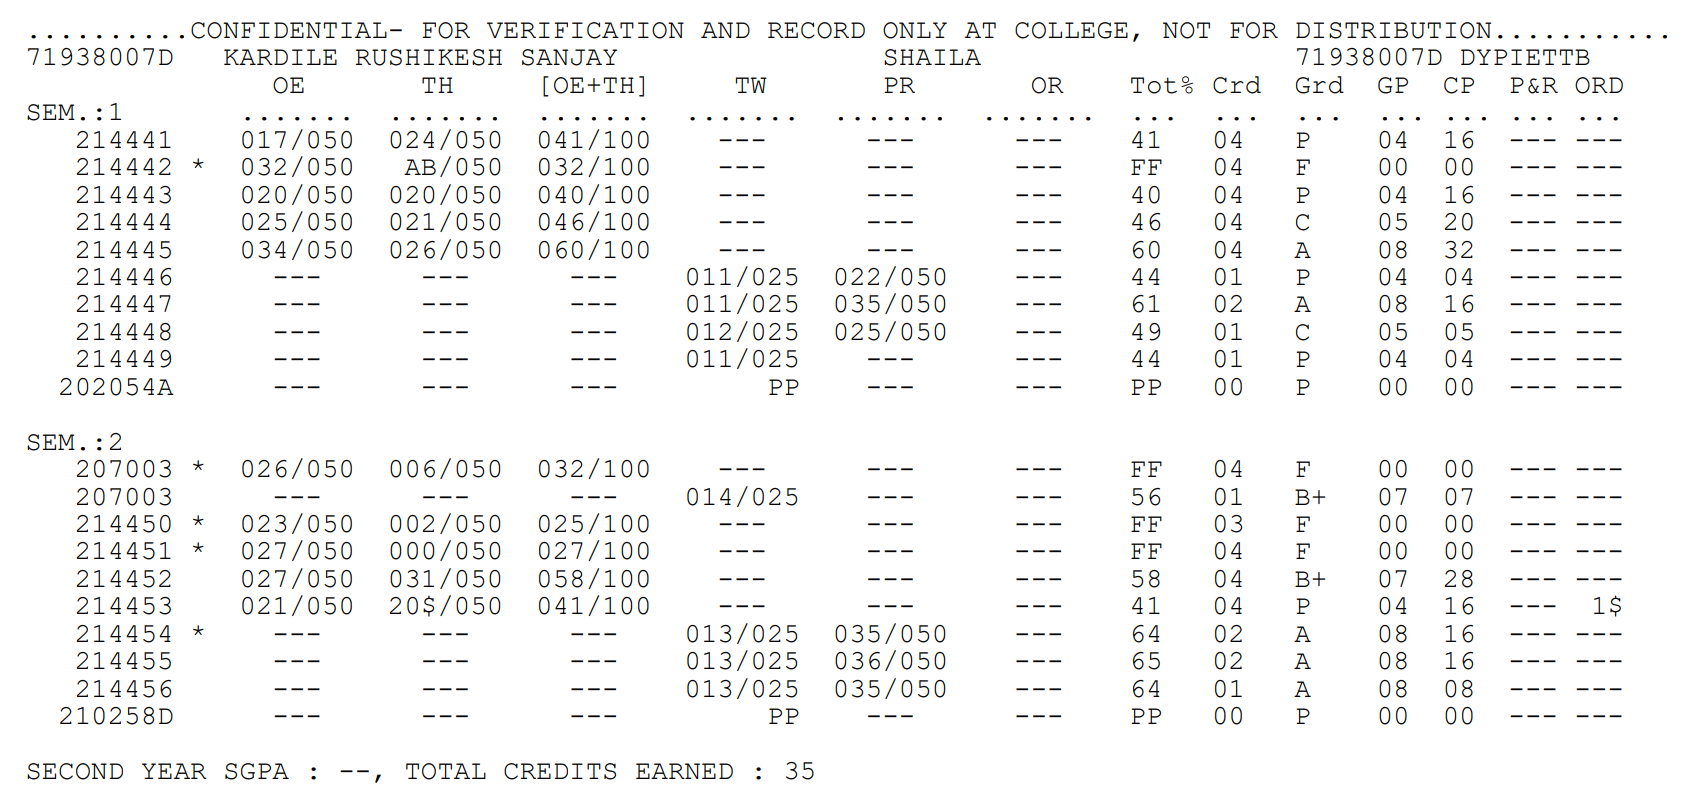 ..........CONFIDENTIAL- FOR VERIFICATION AND RECORD ONLY AT COLLEGE, NOT FOR DISTRIBUTION...........
71938007D   KARDILE RUSHIKESH SANJAY                SHAILA                   71938007D DYPIETTB
               OE       TH     [OE+TH]     TW       PR       OR     Tot% Crd  Grd  GP  CP  P&R ORD
SEM.:1       ....... ....... .......  .......  .......  .......  ... ...  ...  ... ... ... ...
   214441      017/050  024/050  041/100    ---      ---      ---     41   04   P    04  16  --- ---
   214442 *    032/050   AB/050  032/100    ---      ---      ---     FF   04   F    00  00  --- ---
   214443      020/050  020/050  040/100    ---      ---      ---     40   04   P    04  16  --- ---
   214444      025/050  021/050  046/100    ---      ---      ---     46   04   C    05  20  --- ---
   214445      034/050  026/050  060/100    ---      ---      ---     60   04   A    08  32  --- ---
   214446        ---      ---      ---    011/025  022/050    ---     44   01   P    04  04  --- ---
   214447        ---      ---      ---    011/025  035/050    ---     61   02   A    08  16  --- ---
   214448        ---      ---      ---    012/025  025/050    ---     49   01   C    05  05  --- ---
   214449        ---      ---      ---    011/025    ---      ---     44   01   P    04  04  --- ---
  202054A        ---      ---      ---         PP    ---      ---     PP   00   P    00  00  --- ---
SEM.:2
   207003 *    026/050  006/050  032/100    ---      ---      ---     FF   04   F    00  00  --- ---
   207003        ---      ---      ---    014/025    ---      ---     56   01   B+   07  07  --- ---
   214450 *    023/050  002/050  025/100    ---      ---      ---     FF   03   F    00  00  --- ---
   214451 *    027/050  000/050  027/100    ---      ---      ---     FF   04   F    00  00  --- ---
   214452      027/050  031/050  058/100    ---      ---      ---     58   04   B+   07  28  --- ---
   214453      021/050  20$/050  041/100    ---      ---      ---     41   04   P    04  16  ---  1$
   214454 *      ---      ---      ---    013/025  035/050    ---     64   02   A    08  16  --- ---
   214455        ---      ---      ---    013/025  036/050    ---     65   02   A    08  16  --- ---
   214456        ---      ---      ---    013/025  035/050    ---     64   01   A    08  08  --- ---
  210258D        ---      ---      ---         PP    ---      ---     PP   00   P    00  00  --- ---
SECOND YEAR SGPA : --, TOTAL CREDITS EARNED : 35